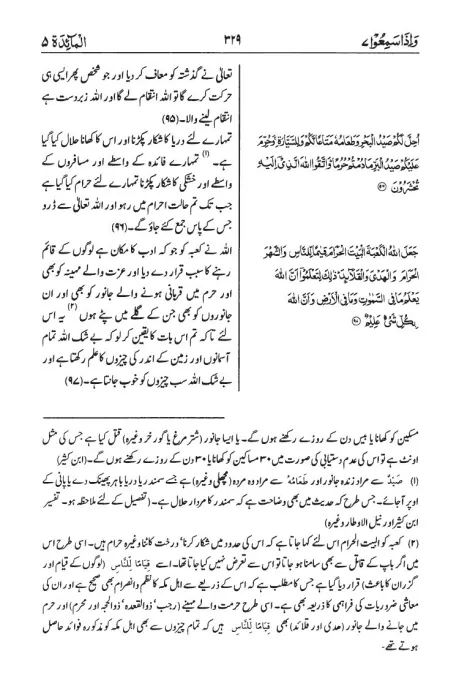 وَاِذَا سَمِعُوْا ۷
۳۲۹
الْمَآئِدَة ۵
تعالیٰ نے گذشتہ کو معاف کر دیا اور جو شخص پھر ایسی ہی
حرکت کرے گا تو اللہ انتقام لے گا اور اللہ زبردست ہے
انتقام لینے والا۔ (۹۵)
اُحِلَّ لَكُمْ صَيْدُ الْبَحْرِ وَطَعَامُهٗ مَتَاعًا لَّكُمْ وَلِلسَّيَّارَةِ ۚ وَحُرِّمَ
عَلَيْكُمْ صَيْدُ الْبَرِّ مَا دُمْتُمْ حُرُمًا ۭ وَاتَّقُوا اللّٰهَ الَّذِيْٓ اِلَيْهِ
تُحْشَرُوْنَ
تمہارے لئے دریا کا شکار پکڑنا اور اس کا کھانا حلال کیا گیا
ہے۔ (۱) تمہارے فائدہ کے واسطے اور مسافروں کے
واسطے اور خشکی کا شکار پکڑنا تمہارے لئے حرام کیا گیا ہے
جب تک تم حالت احرام میں رہو اور اللہ تعالیٰ سے ڈرو
جس کے پاس جمع کئے جاؤ گے۔ (۹۶)
جَعَلَ اللّٰهُ الْكَعْبَةَ الْبَيْتَ الْحَرَامَ قِيٰمًا لِّلنَّاسِ وَالشَّهْرَ
الْحَرَامَ وَالْهَدْيَ وَالْقَلَآئِدَ ۭ ذٰلِكَ لِتَعْلَمُوْٓا اَنَّ اللّٰهَ
يَعْلَمُ مَا فِي السَّمٰوٰتِ وَمَا فِي الْاَرْضِ وَاَنَّ اللّٰهَ
بِكُلِّ شَيْءٍ عَلِيْمٌ
اللہ نے کعبہ کو جو کہ ادب کا مکان ہے لوگوں کے قائم
رہنے کا سبب قرار دے دیا اور عزت والے مہینہ کو بھی
اور حرم میں قربانی ہونے والے جانور کو بھی اور ان
جانوروں کو بھی جن کے گلے میں پٹے ہوں (۲) یہ اس
لئے تاکہ تم اس بات کا یقین کر لو کہ بے شک اللہ تمام
آسمانوں اور زمین کے اندر کی چیزوں کا علم رکھتا ہے اور
بے شک اللہ سب چیزوں کو خوب جانتا ہے۔ (۹۷)
مسکین کو کھانا یا بیس دن کے روزے رکھنے ہوں گے۔ یا ایسا جانور (شتر مرغ یا گورخر وغیرہ) قتل کیا ہے جس کی مثل
اونٹ ہے تو اس کی عدم دستیابی کی صورت میں ۳۰ مساکین کو کھانا یا ۳۰ دن کے روزے رکھنے ہوں گے۔ (ابن کثیر)
(۱) صَیْدٌ سے مراد زندہ جانور اور طَعَامُهٗ سے مراد وہ مردہ (مچھلی وغیرہ) ہے جسے سمندر یا دریا باہر پھینک دے یا پانی کے
اوپر آ جائے۔ جس طرح کہ حدیث میں بھی وضاحت ہے کہ سمندر کا مردار حلال ہے۔ (تفصیل کے لئے ملاحظہ ہو۔ تفسیر
ابن کثیر اور نیل الاوطار وغیرہ)
(۲) کعبہ کو البیت الحرام اس لئے کہا جاتا ہے کہ اس کی حدود میں شکار کرنا' درخت کاٹنا وغیرہ حرام ہیں۔ اسی طرح اس
میں اگر باپ کے قاتل سے بھی سامنا ہو جاتا تو اس سے تعرض نہیں کیا جاتا تھا۔ اسے قِیَامًا لِّلنَّاسِ (لوگوں کے قیام اور
گزران کا باعث) قرار دیا گیا ہے جس کا مطلب ہے کہ اس کے ذریعے سے اہل مکہ کا نظم وانصرام بھی صحیح ہے اور ان کی
معاشی ضروریات کی فراہمی کا ذریعہ بھی ہے۔ اسی طرح حرمت والے مہینے (رجب' ذوالقعدہ' ذوالحجہ اور محرم) اور حرم
میں جانے والے جانور (ھدی اور قلائد) بھی قِیَامًا لِّلنَّاسِ ہیں کہ تمام چیزوں سے بھی اہل مکہ کو مذکورہ فوائد حاصل
ہوتے تھے۔